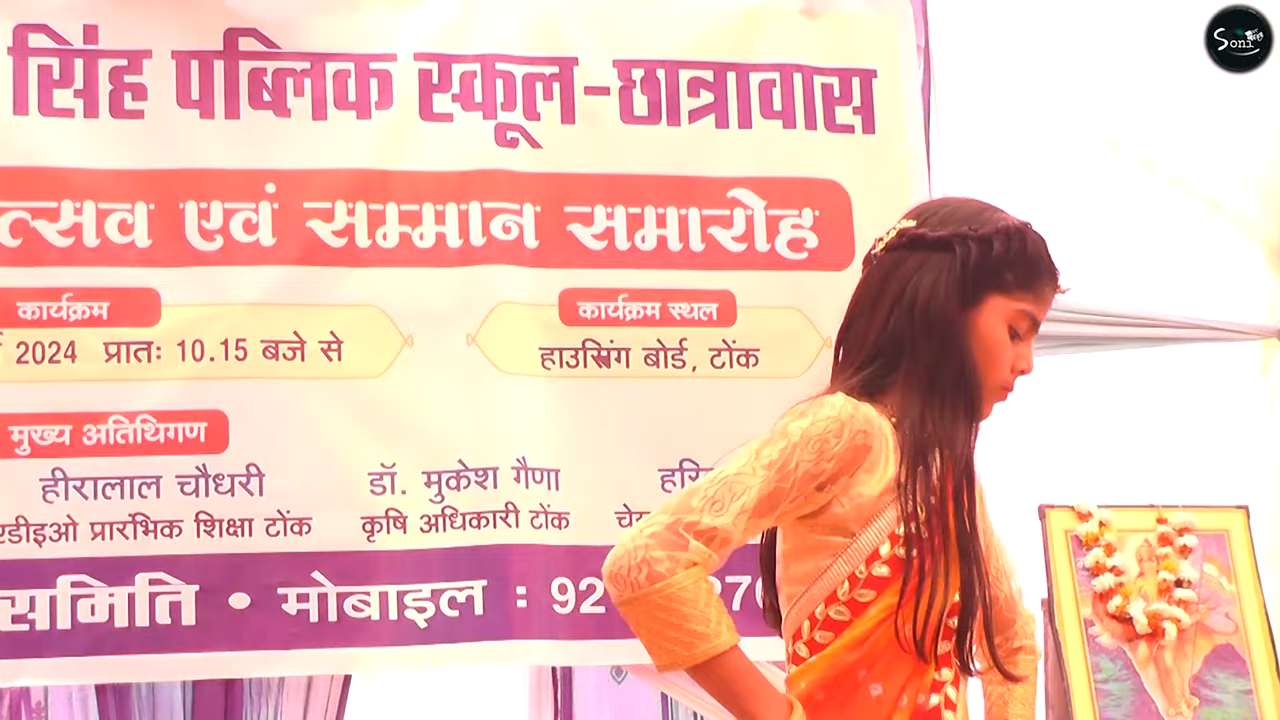 सिंह पब्लिक स्कूल-छात्रावास
त्सव एवं सम्मान समारोह
कार्यक्रम
2024 प्रातः 10.15 बजे से
कार्यक्रम स्थल
हाउसिंग बोर्ड, टोंक
मुख्य अतिथिगण
हीरालाल चौधरी
डीइओ प्रारंभिक शिक्षा टोंक
डॉ. मुकेश गैणा
कृषि अधिकारी टोंक
समिति • मोबाइल : 92
Soni